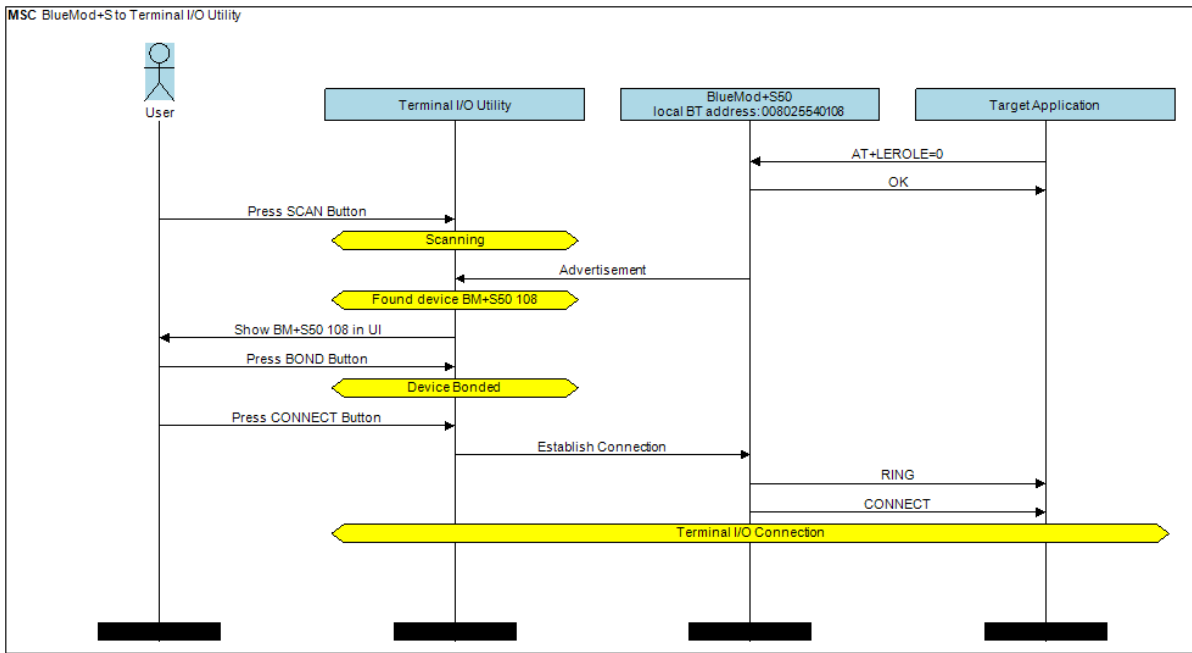 MSC BlueMod+S to Terminal I/O Utility
User
Terminal I/O Utility
BlueMod+S50
local BT address:008025540108
Target Application
AT+LEROLE=0
OK
Press SCAN Button
Scanning
Advertisement
Found device BM+S50 108
Show BM+S50 108 in UI
Press BOND Button
Device Bonded
Press CONNECT Button
Establish Connection
RING
CONNECT
Terminal I/O Connection